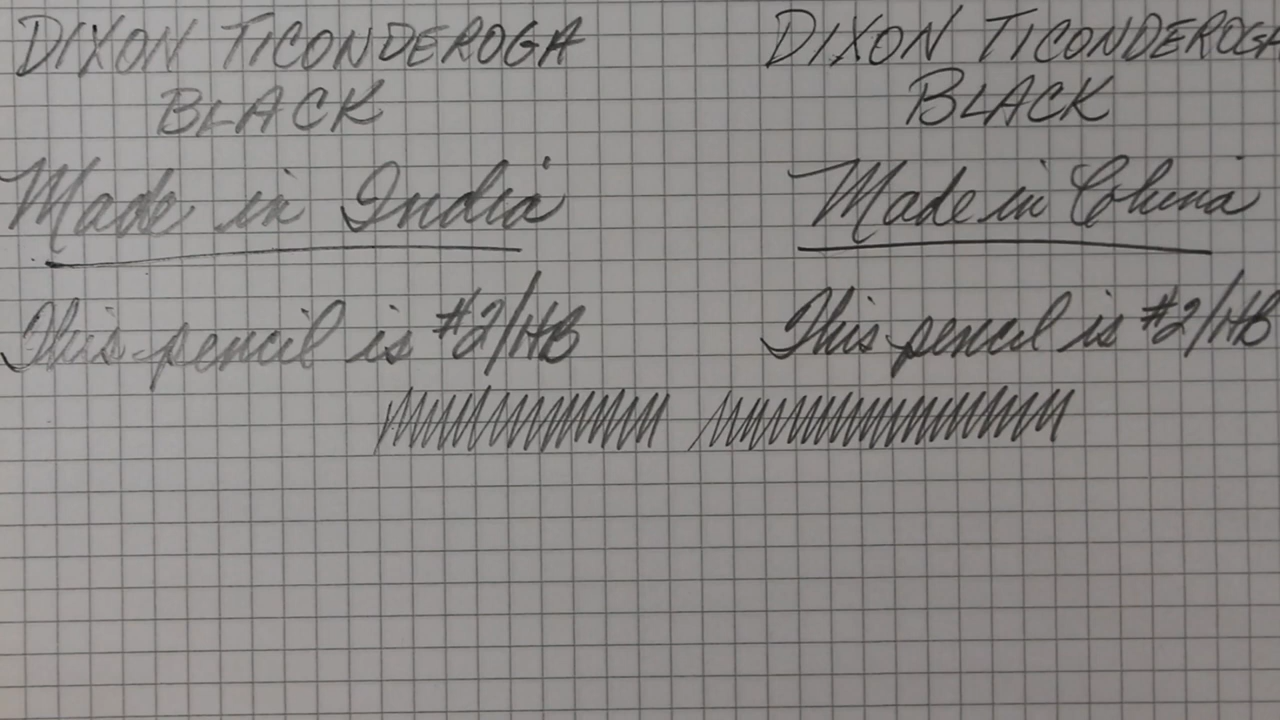 DIXON TICONDEROGA
BLACK
Made in India
This pencil is #2/HB
DIXON TICONDEROGA
BLACK
Made in China
This pencil is #2/HB